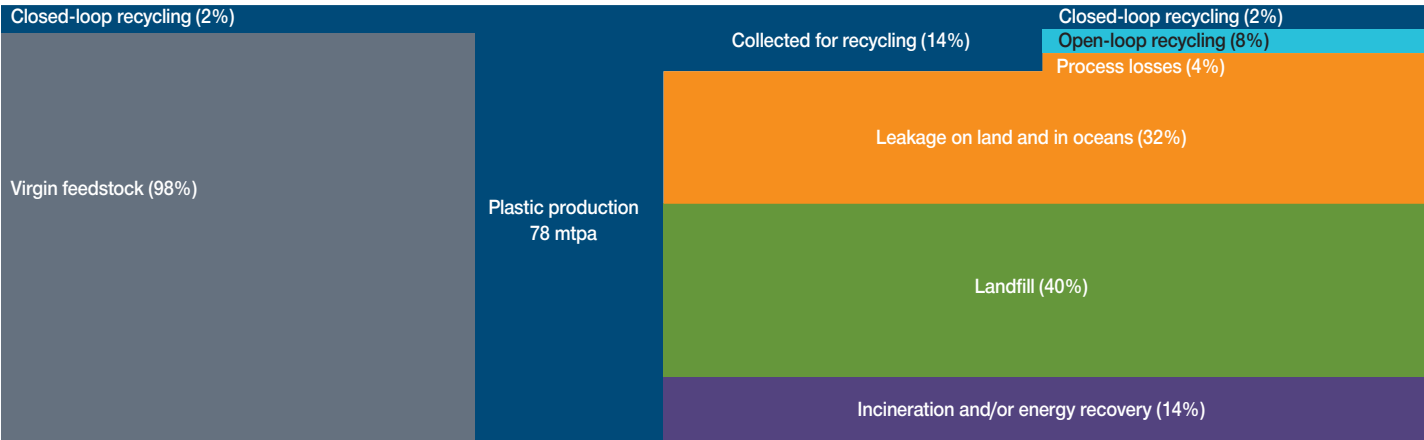 Closed-loop recycling (2%)
Virgin feedstock (98%)
Plastic production
78 mtpa
Collected for recycling (14%)
Closed-loop recycling (2%)
Open-loop recycling (8%)
Process losses (4%)
Leakage on land and in oceans (32%)
Landfill (40%)
Incineration and/or energy recovery (14%)